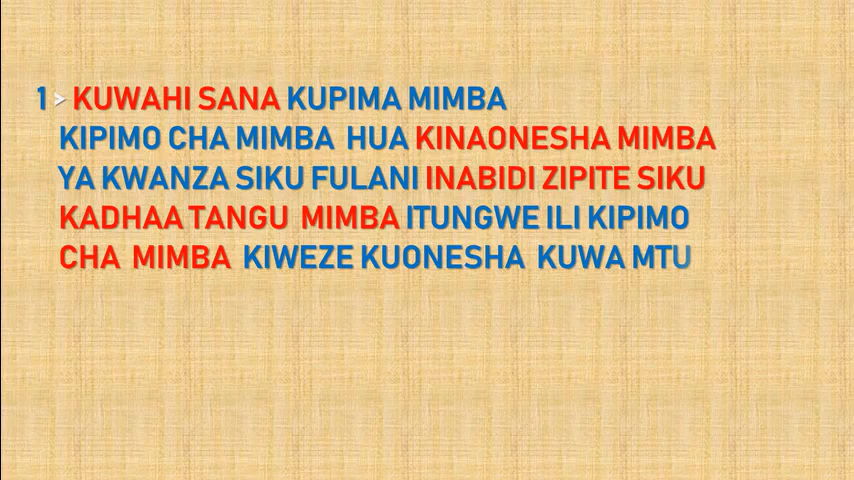 1 > KUWAHI SANA KUPIMA MIMBA
KIPIMO CHA MIMBA HUA KINAONESHA MIMBA
YA KWANZA SIKU FULANI INABIDI ZIPITE SIKU
KADHAA TANGU MIMBA ITUNGWE ILI KIPIMO
CHA MIMBA KIWEZE KUONESHA KUWA MTU